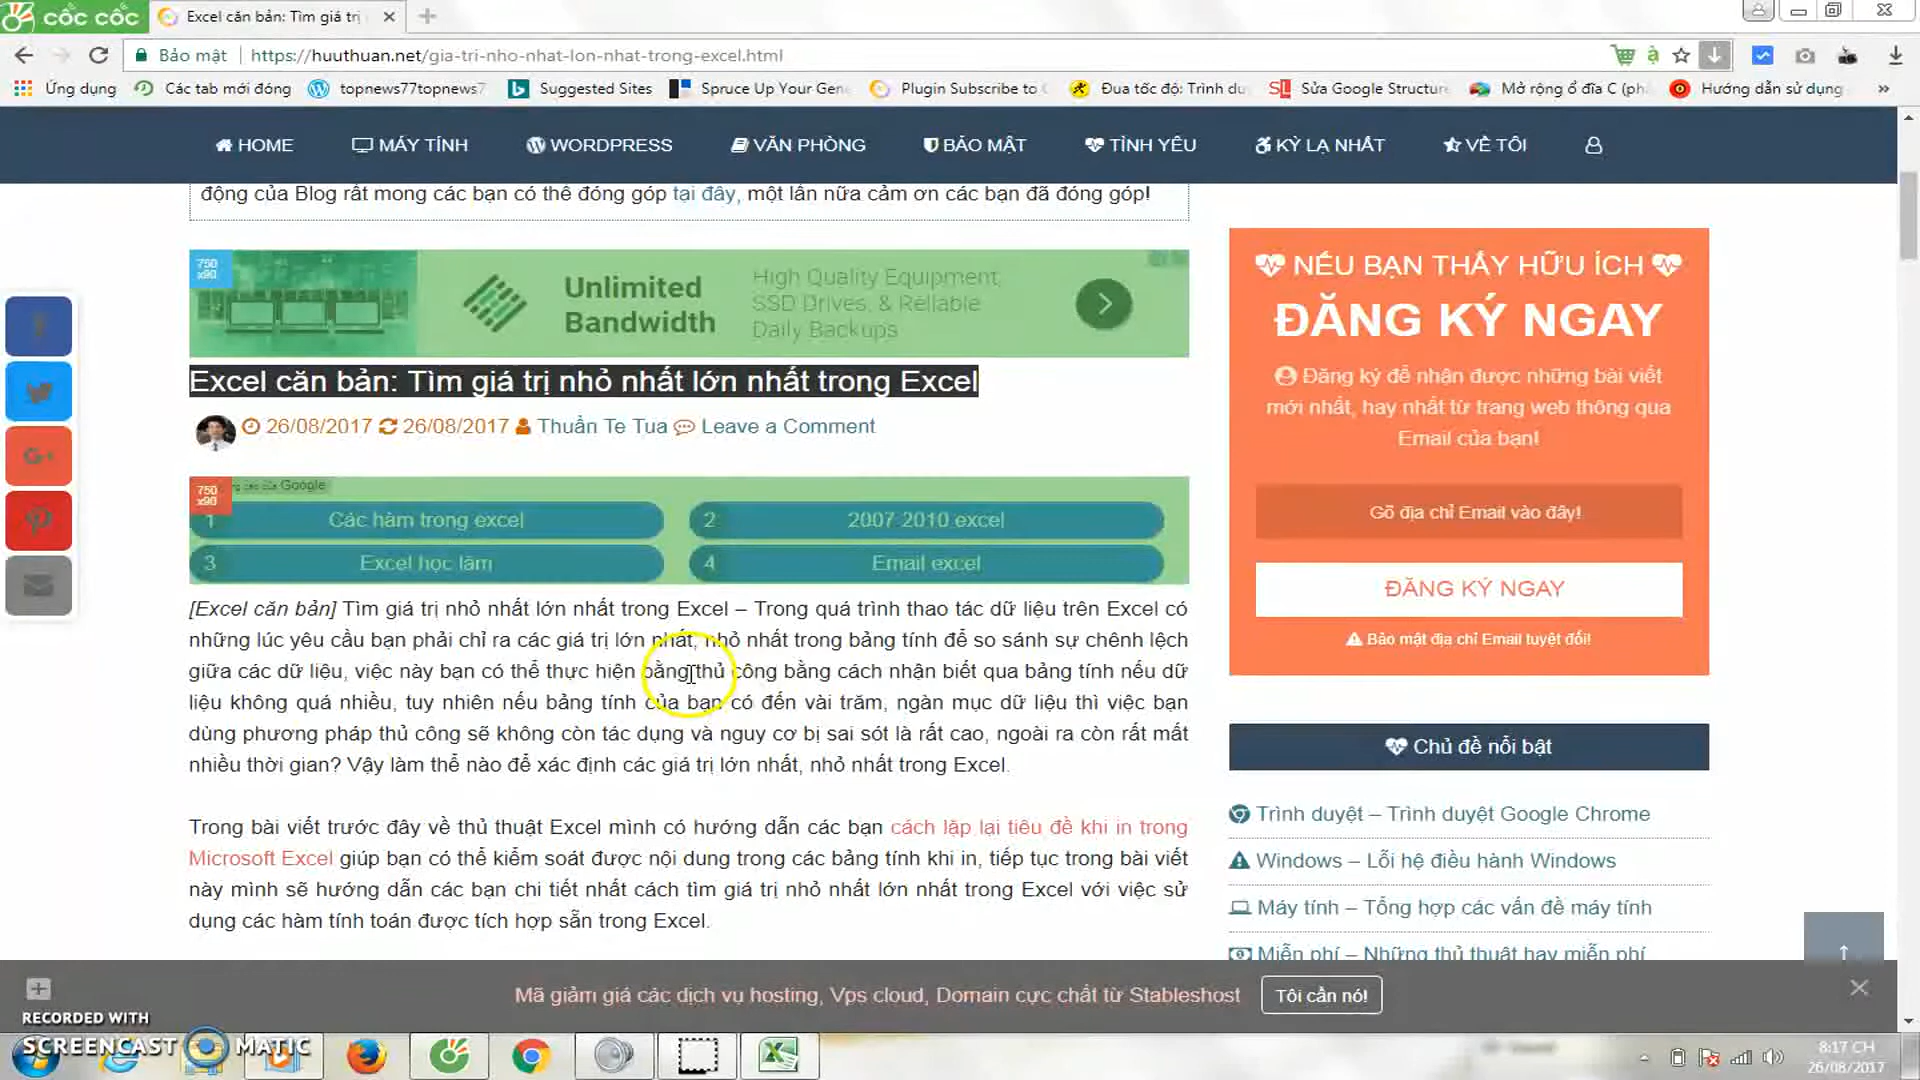 cốc cốc
Excel căn bản: Tìm giá trị
Bảo mật
https://huuthuan.net/gia-tri-nho-nhat-lon-nhat-trong-excel.html
Ứng dụng
Các tab mới đóng
topnews77topnews7
Suggested Sites
Spruce Up Your Gen
Plugin Subscribe to
Đua tốc độ: Trình du
Sửa Google Structur
Mở rộng ổ đĩa C (ph
Hướng dẫn sử dụng
HOME
MÁY TÍNH
WORDPRESS
VĂN PHÒNG
BẢO MẬT
TÌNH YÊU
KỲ LẠ NHẤT
VỀ TÔI
động của Blog rất mong các bạn có thể đóng góp tại đây, một lần nữa cảm ơn các bạn đã đóng góp!
750
x90
Unlimited
Bandwidth
High Quality Equipment,
SSD Drives, & Reliable
Daily Backups
Excel căn bản: Tìm giá trị nhỏ nhất lớn nhất trong Excel
26/08/2017 26/08/2017 Thuần Te Tua Leave a Comment
750
x90
Google
1 Các hàm trong excel
2 2007 2010 excel
3 Excel học làm
4 Email excel
[Excel căn bản] Tìm giá trị nhỏ nhất lớn nhất trong Excel – Trong quá trình thao tác dữ liệu trên Excel có
những lúc yêu cầu bạn phải chỉ ra các giá trị lớn nhất, nhỏ nhất trong bảng tính để so sánh sự chênh lệch
giữa các dữ liệu, việc này bạn có thể thực hiện bằng thủ công bằng cách nhận biết qua bảng tính nếu dữ
liệu không quá nhiều, tuy nhiên nếu bảng tính của bạn có đến vài trăm, ngàn mục dữ liệu thì việc bạn
dùng phương pháp thủ công sẽ không còn tác dụng và nguy cơ bị sai sót là rất cao, ngoài ra còn rất mất
nhiều thời gian? Vậy làm thể nào để xác định các giá trị lớn nhất, nhỏ nhất trong Excel.
Trong bài viết trước đây về thủ thuật Excel mình có hướng dẫn các bạn cách lặp lại tiêu đề khi in trong
Microsoft Excel giúp bạn có thể kiểm soát được nội dung trong các bảng tính khi in, tiếp tục trong bài viết
này mình sẽ hướng dẫn các bạn chi tiết nhất cách tìm giá trị nhỏ nhất lớn nhất trong Excel với việc sử
dụng các hàm tính toán được tích hợp sẵn trong Excel.
NẾU BẠN THẤY HỮU ÍCH
ĐĂNG KÝ NGAY
Đăng ký để nhận được những bài viết
mới nhất, hay nhất từ trang web thông qua
Email của bạn!
Gõ địa chỉ Email vào đây!
ĐĂNG KÝ NGAY
Bảo mật địa chỉ Email tuyệt đối!
Chủ đề nổi bật
Trình duyệt – Trình duyệt Google Chrome
Windows – Lỗi hệ điều hành Windows
Máy tính – Tổng hợp các vấn đề máy tính
Miễn phí – Những thủ thuật hay miễn phí
Mã giảm giá các dịch vụ hosting, Vps cloud, Domain cực chất từ Stableshost
Tôi cần nó!
RECORDED WITH
SCREENCAST MATIC
8:17 CH
26/08/2017